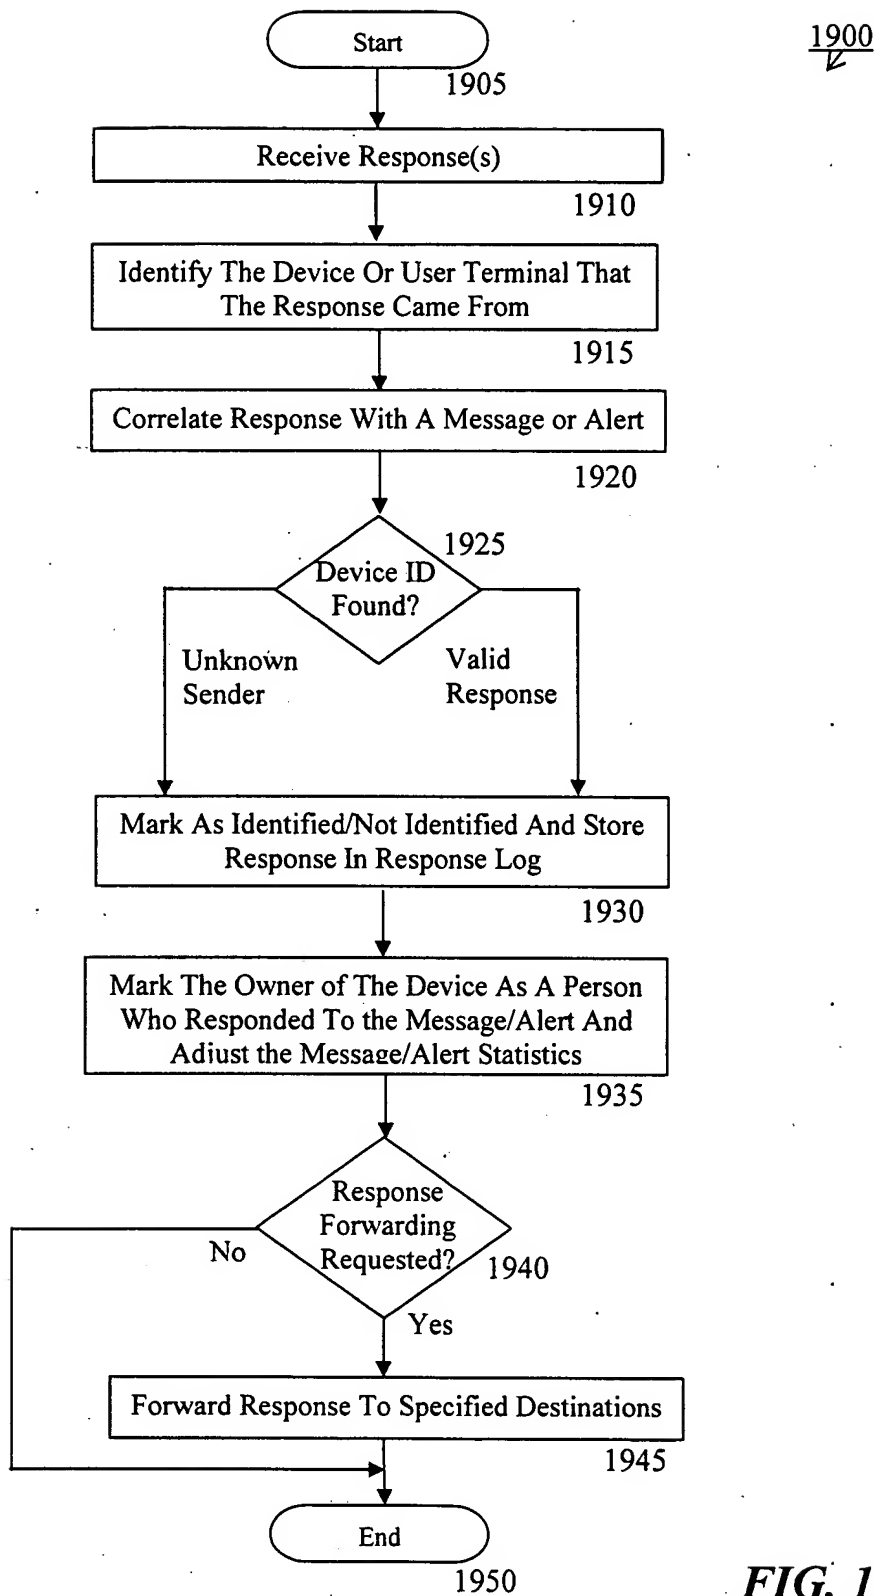 Start
1900
1905
Receive Response(s)
1910
Identify The Device Or User Terminal That
The Response Came From
1915
Correlate Response With A Message or Alert
1920
1925
Device ID
Found?
Unknown
Sender
Valid
Response
Mark As Identified/Not Identified And Store
Response In Response Log
1930
Mark The Owner of The Device As A Person
Who Responded To the Message/Alert And
Adjust the Message/Alert Statistics
1935
Response
Forwarding
Requested?
No
1940
Yes
Forward Response To Specified Destinations
1945
End
1950
FIG. 1